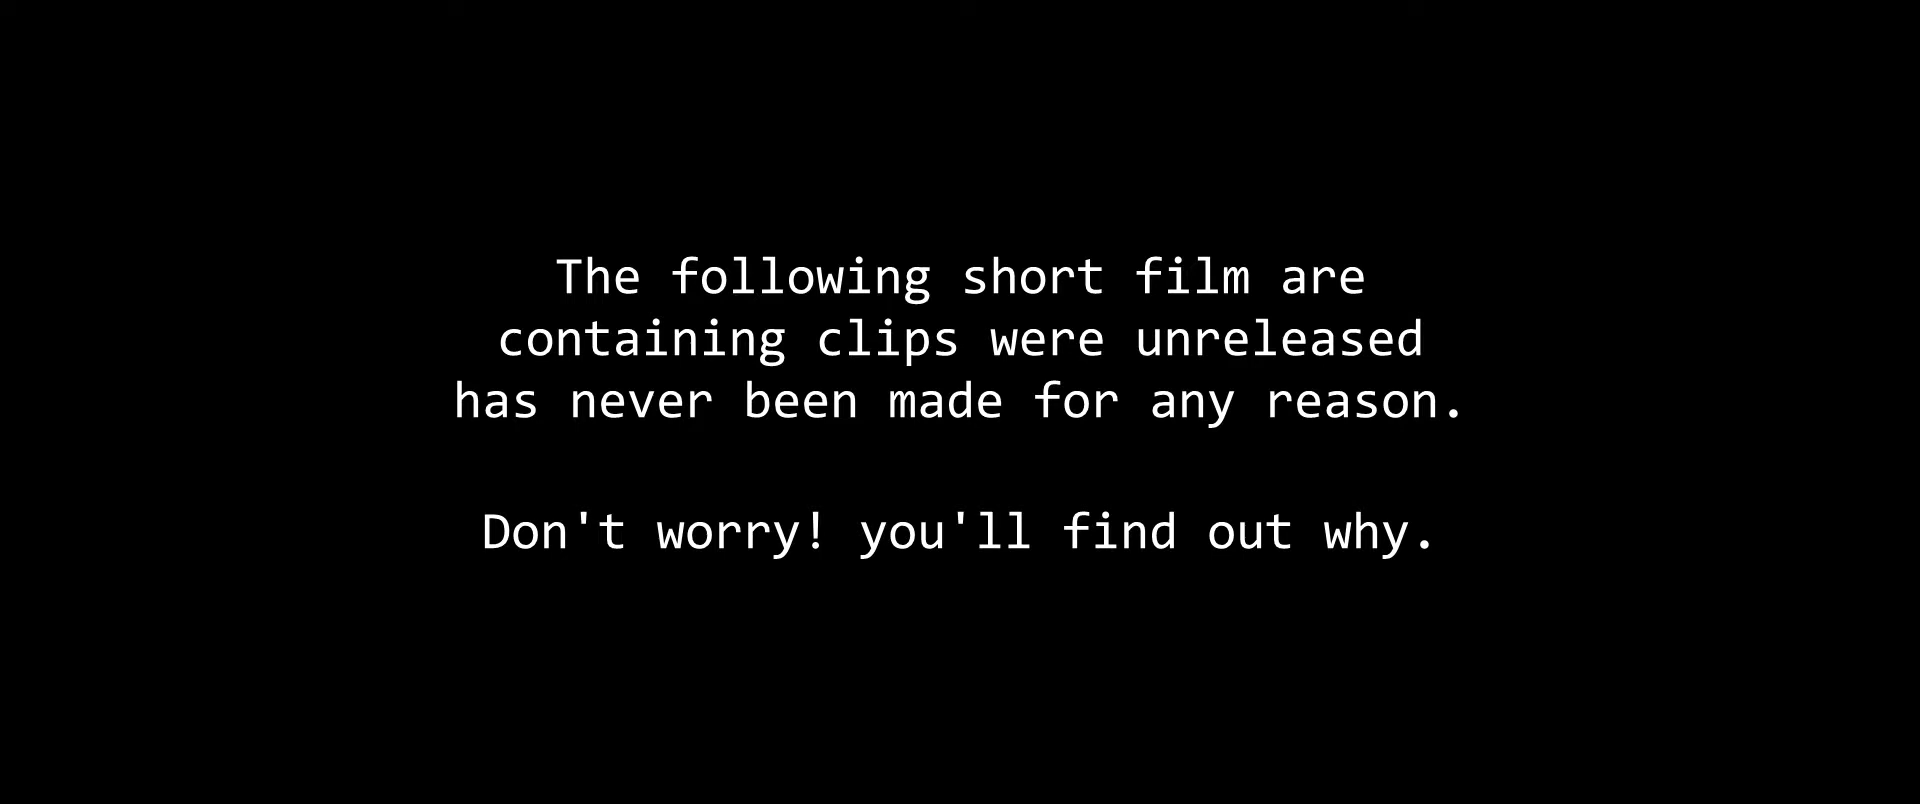 The following short film are
containing clips were unreleased
has never been made for any reason.
Don't worry! you'll find out why.